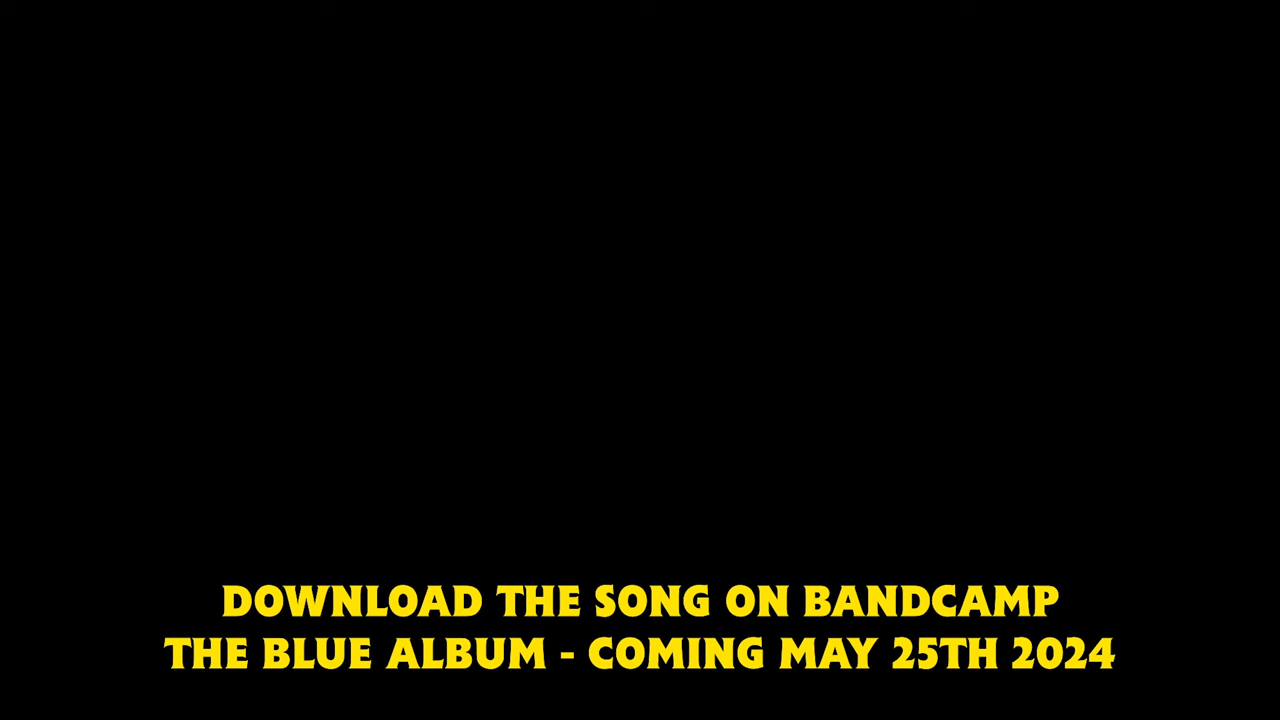 DOWNLOAD THE SONG ON BANDCAMP
THE BLUE ALBUM - COMING MAY 25TH 2024